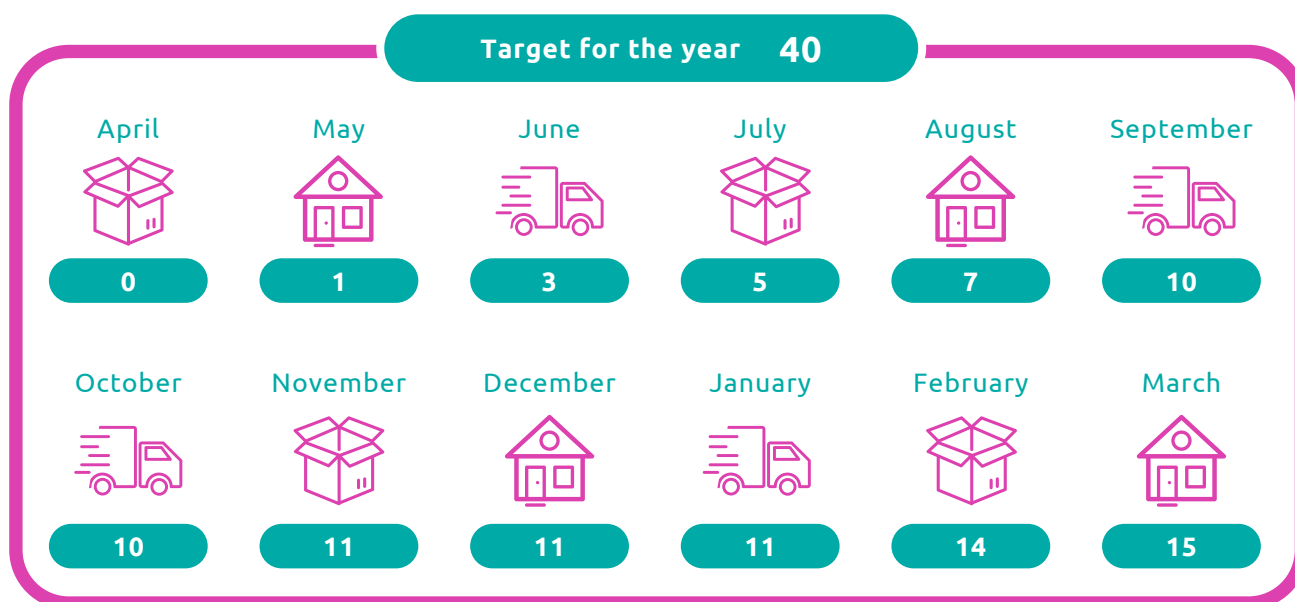 Target for the year 40
April May June July August September
0 1 3 5 7 10
October November December January February March
10 11 11 11 14 15